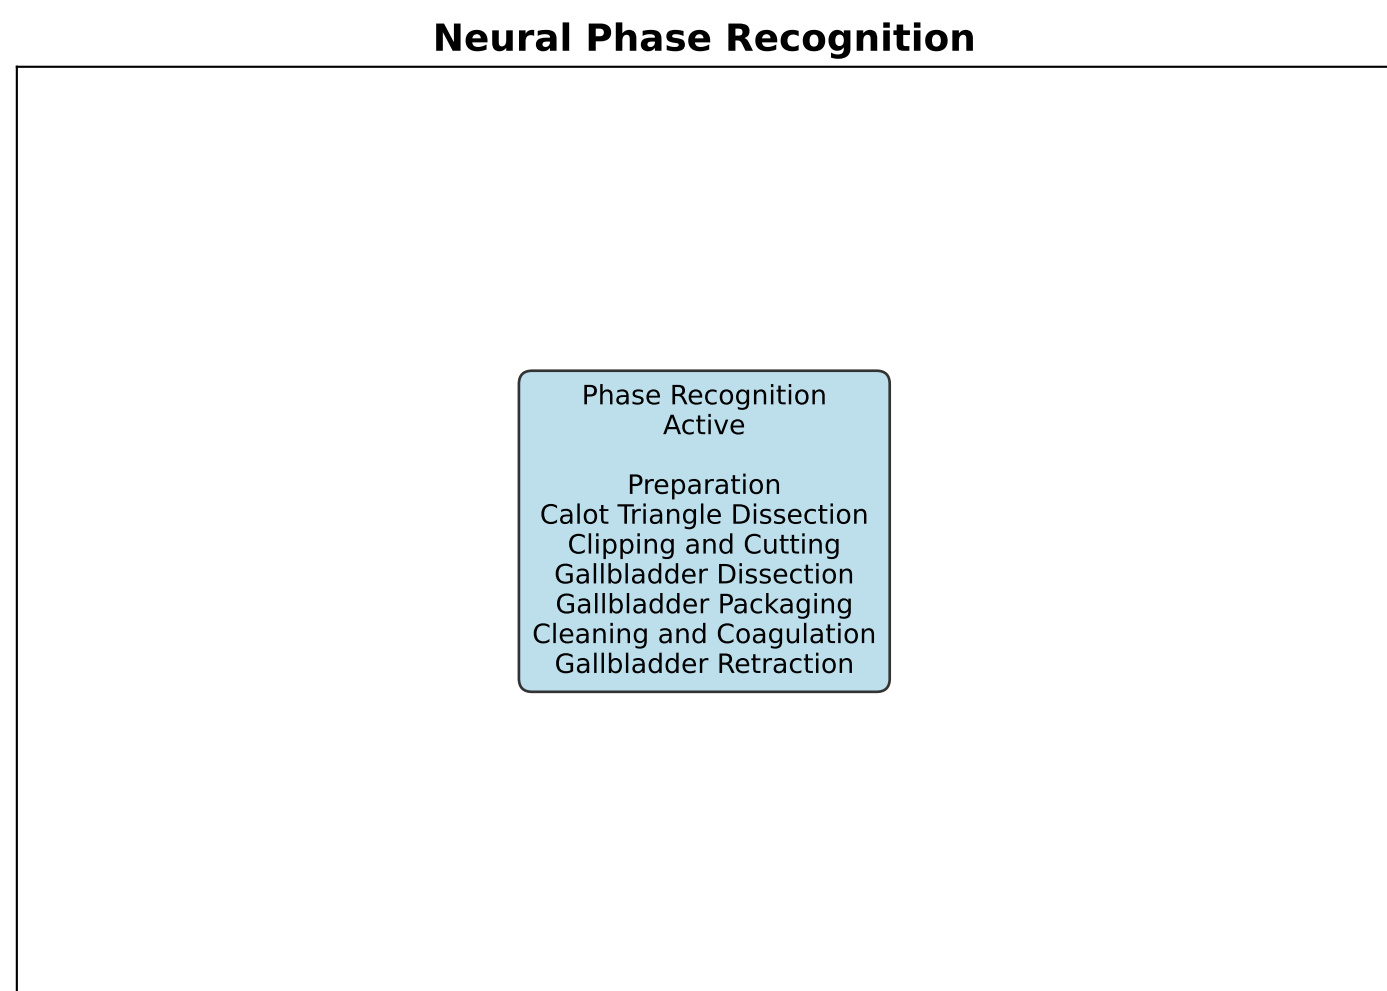 Neural Phase Recognition
Phase Recognition
Active
Preparation
Calot Triangle Dissection
Clipping and Cutting
Gallbladder Dissection
Gallbladder Packaging
Cleaning and Coagulation
Gallbladder Retraction